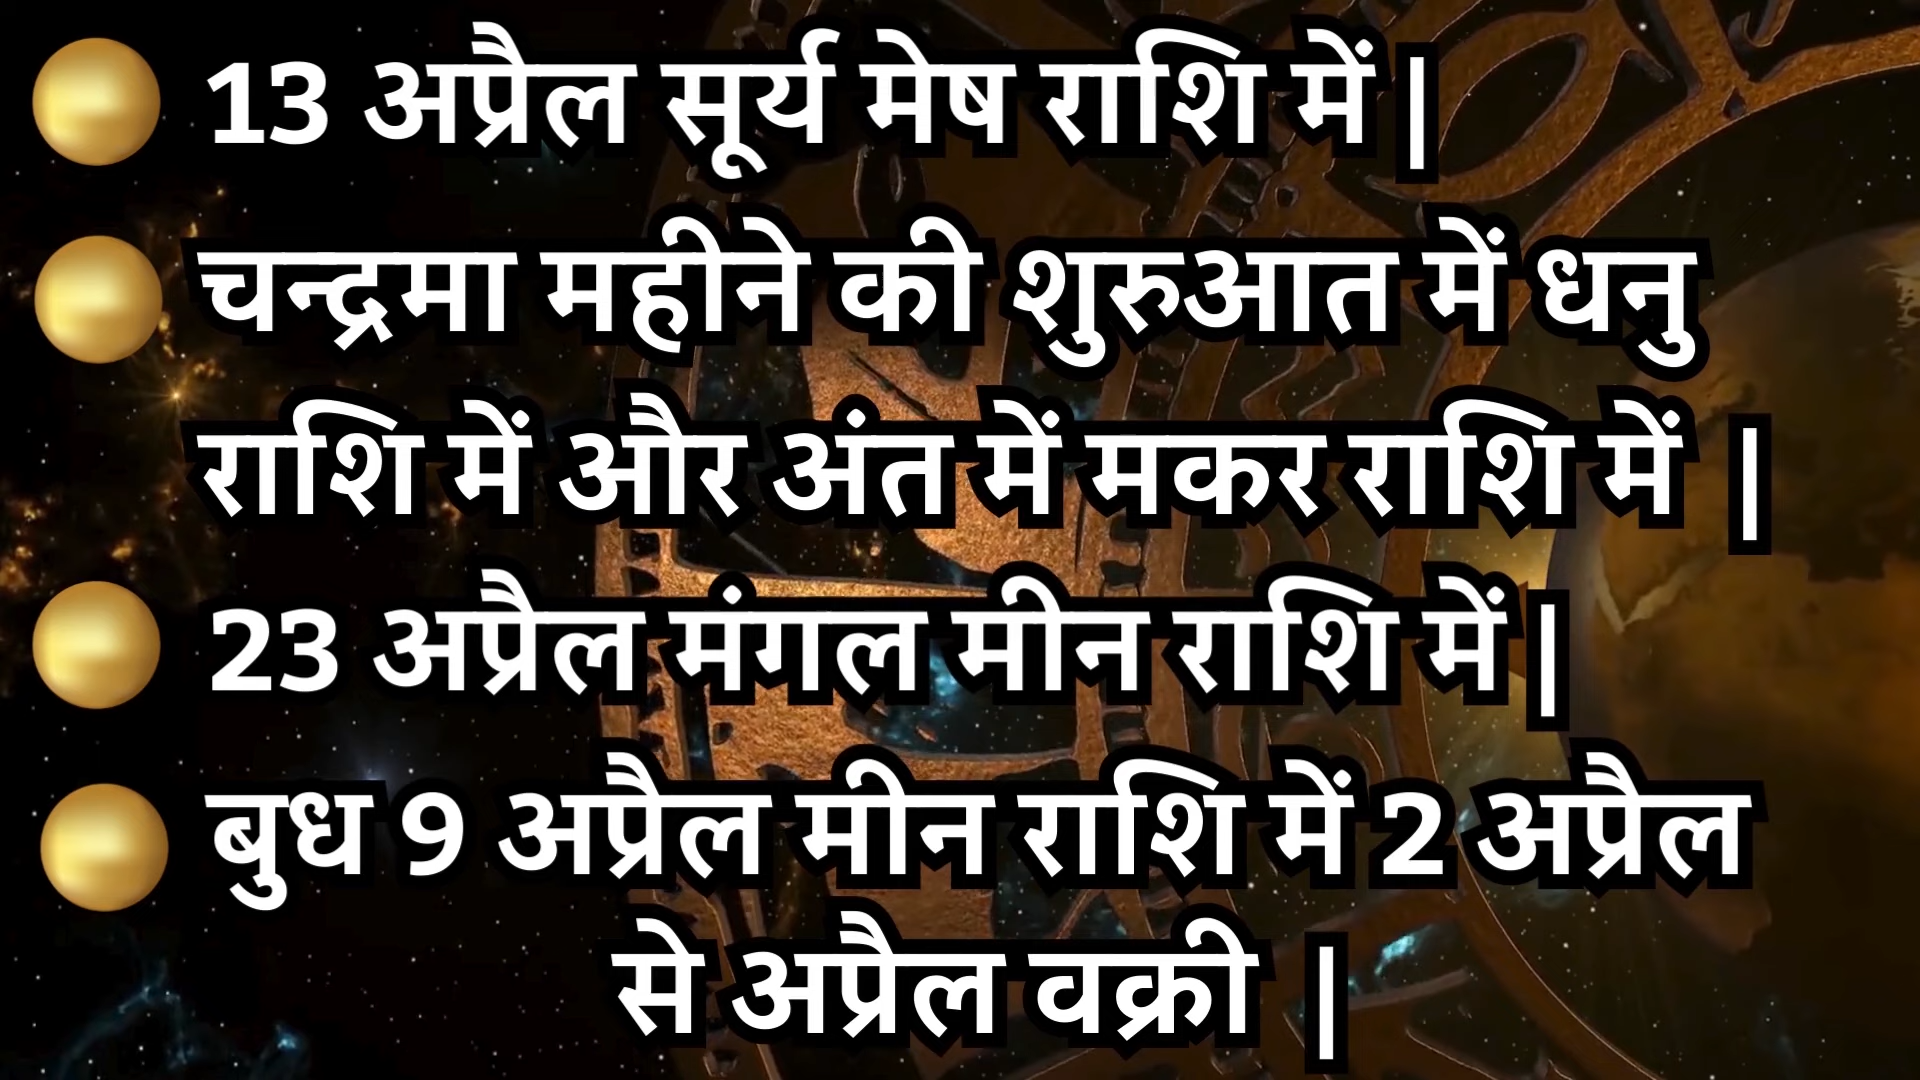 13 अप्रैल सूर्य मेष राशि में |
चन्द्रमा महीने की शुरुआत में धनु
राशि में और अंत में मकर राशि में |
23 अप्रैल मंगल मीन राशि में |
बुध 9 अप्रैल मीन राशि में 2 अप्रैल
से अप्रैल वक्री |